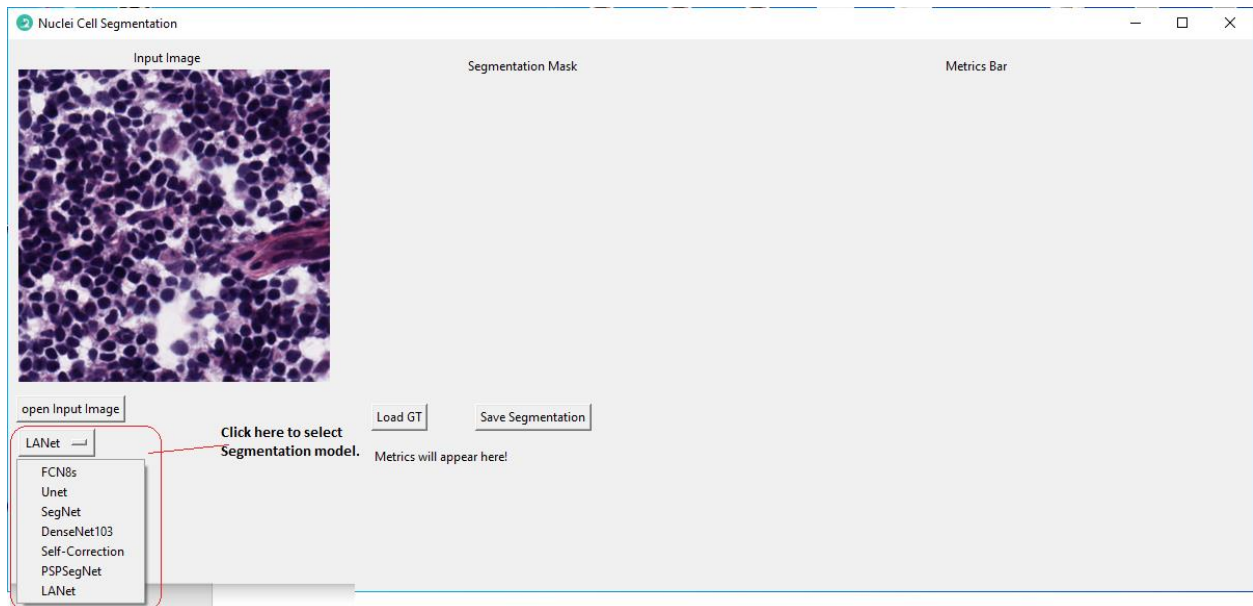 Nuclei Cell Segmentation
Input Image
Segmentation Mask
Metrics Bar
open Input Image
Load GT
Save Segmentation
LANet
Click here to select
Segmentation model.
Metrics will appear here!
FCN8s
Unet
SegNet
DenseNet103
Self-Correction
PSPSegNet
LANet